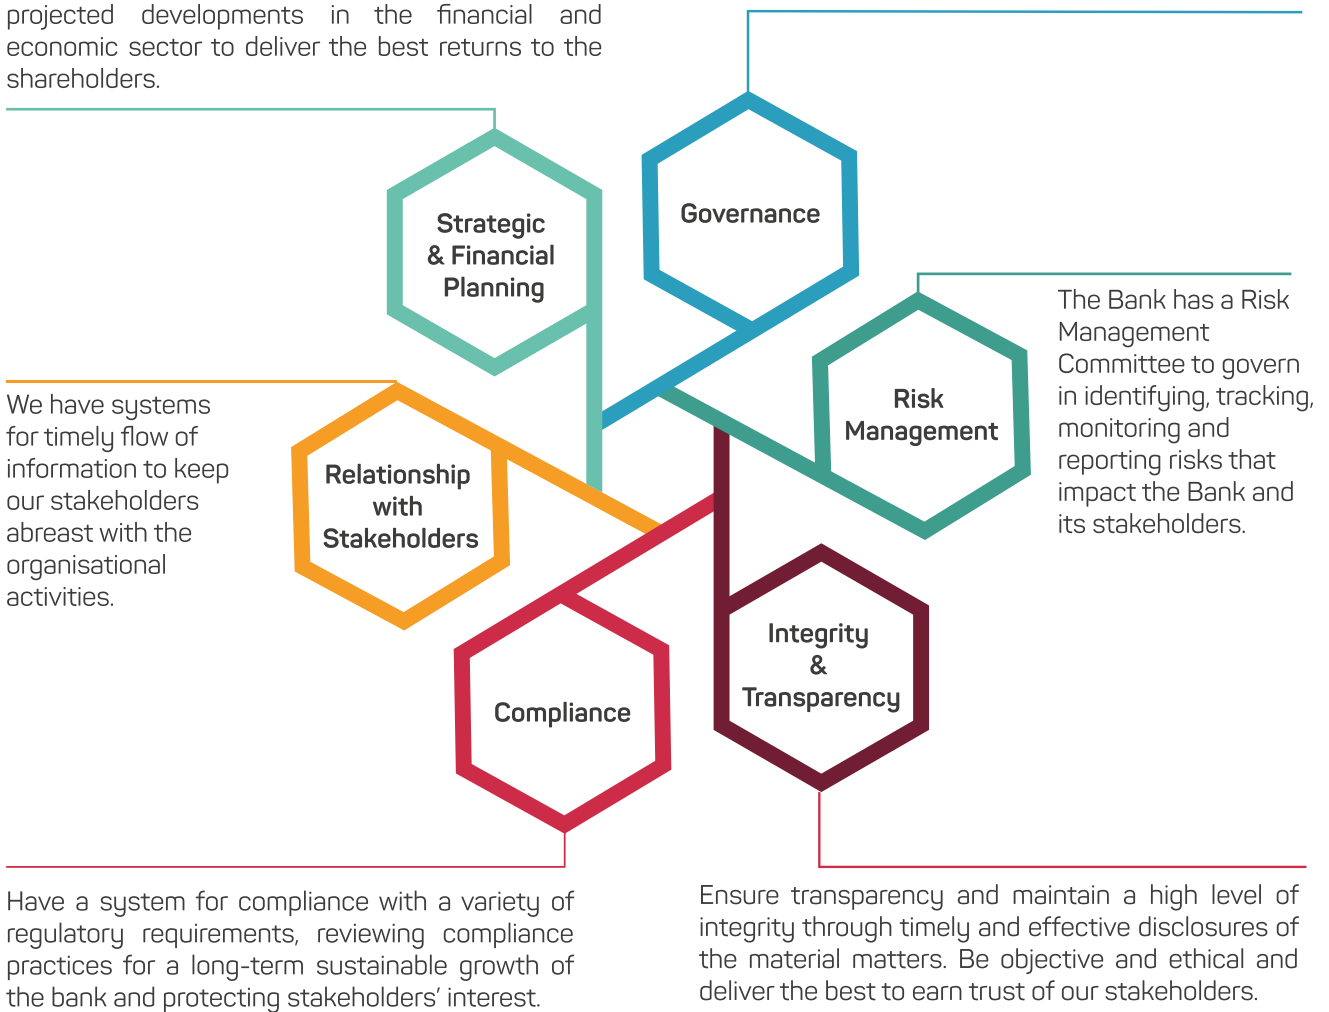 projected developments in the financial and
economic sector to deliver the best returns to the
shareholders.
Governance
Strategic
& Financial
Planning
The Bank has a Risk
Management
Committee to govern
in identifying, tracking,
monitoring and
reporting risks that
impact the Bank and
its stakeholders.
Risk
Management
We have systems
for timely flow of
information to keep
our stakeholders
abreast with the
organisational
activities.
Relationship
with
Stakeholders
Integrity
&
Transparency
Compliance
Have a system for compliance with a variety of
regulatory requirements, reviewing compliance
practices for a long-term sustainable growth of
the bank and protecting stakeholders’ interest.
Ensure transparency and maintain a high level of
integrity through timely and effective disclosures of
the material matters. Be objective and ethical and
deliver the best to earn trust of our stakeholders.